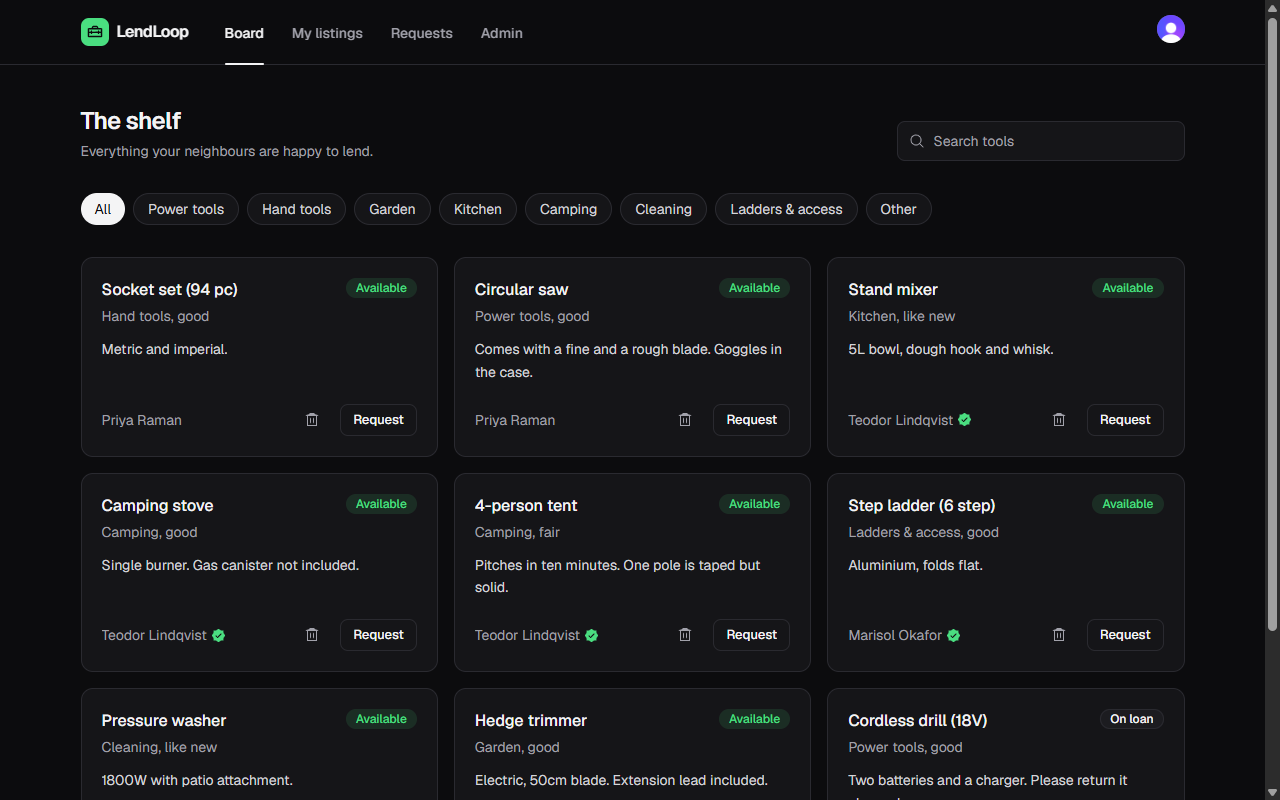 LendLoop Board My listings Requests Admin
The shelf
Everything your neighbours are happy to lend.
Search tools
All Power tools Hand tools Garden Kitchen Camping Cleaning Ladders & access Other
Socket set (94 pc) Available
Hand tools, good
Metric and imperial.
Priya Raman Request
Circular saw Available
Power tools, good
Comes with a fine and a rough blade. Goggles in
the case.
Priya Raman Request
Stand mixer Available
Kitchen, like new
5L bowl, dough hook and whisk.
Teodor Lindqvist Request
Camping stove Available
Camping, good
Single burner. Gas canister not included.
Teodor Lindqvist Request
4-person tent Available
Camping, fair
Pitches in ten minutes. One pole is taped but
solid.
Teodor Lindqvist Request
Step ladder (6 step) Available
Ladders & access, good
Aluminium, folds flat.
Marisol Okafor Request
Pressure washer Available
Cleaning, like new
1800W with patio attachment.
Hedge trimmer Available
Garden, good
Electric, 50cm blade. Extension lead included.
Cordless drill (18V) On loan
Power tools, good
Two batteries and a charger. Please return it